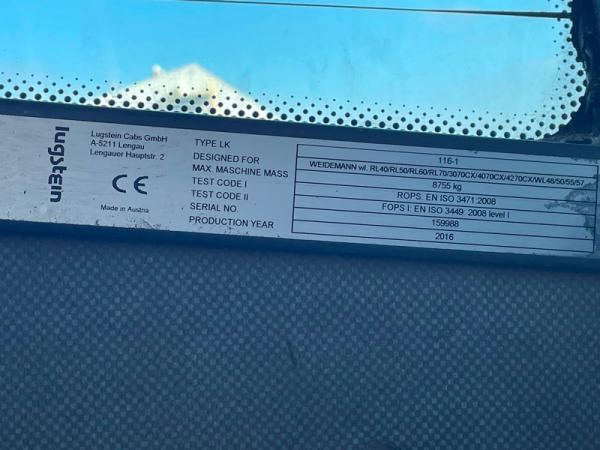 lugstein
Lugstein Cabs GmbH
A-5211 Lengau
Lengauer Hauptstr. 2
CE
Made in Austria
TYPE LK 116-1
DESIGNED FOR WEIDEMANN wl. RL40/RL50/RL60/RL70/3070CX/4070CX/4270CX/WL48/50/55/57
MAX. MASCHINE MASS 8755 kg
TEST CODE I ROPS: EN ISO 3471:2008
TEST CODE II FOPS I: EN ISO 3449: 2008 level I
SERIAL NO. 159988
PRODUCTION YEAR 2016